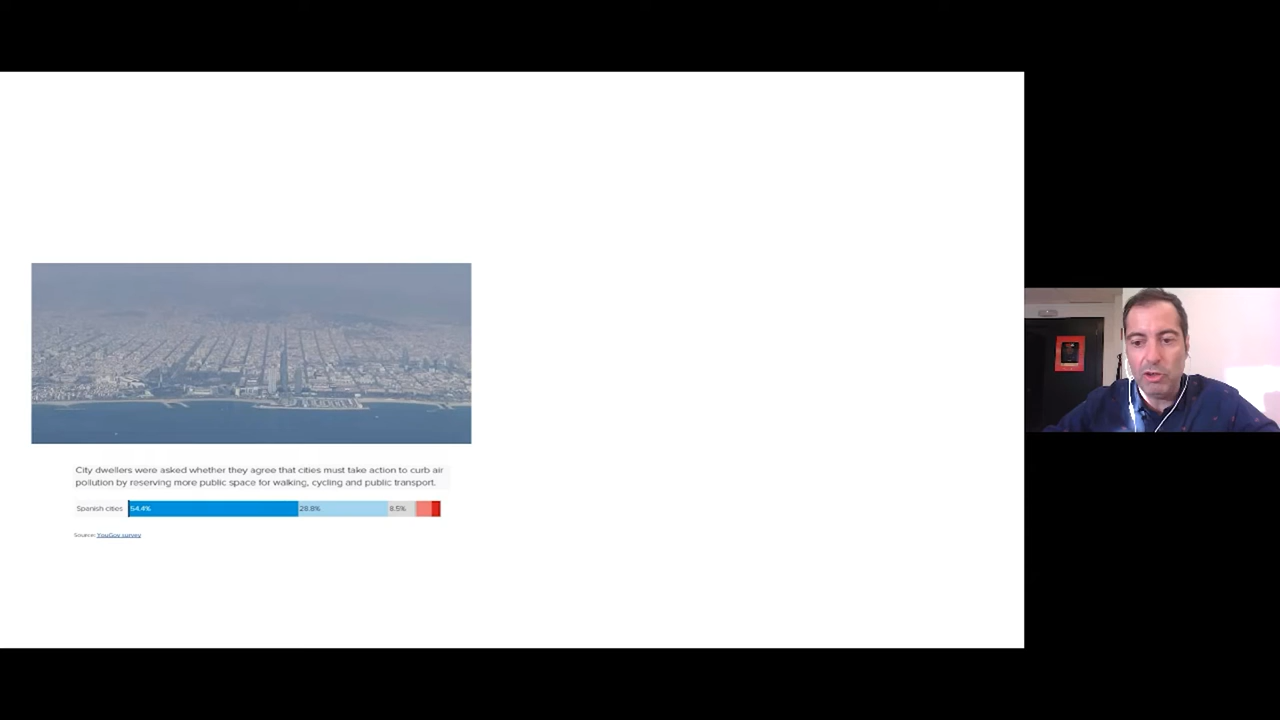 City dwellers were asked whether they agree that cities must take action to curb air
pollution by reserving more public space for walking, cycling and public transport.
Spanish cities 54.4% 28.8% 8.5%
Source: YouGov survey